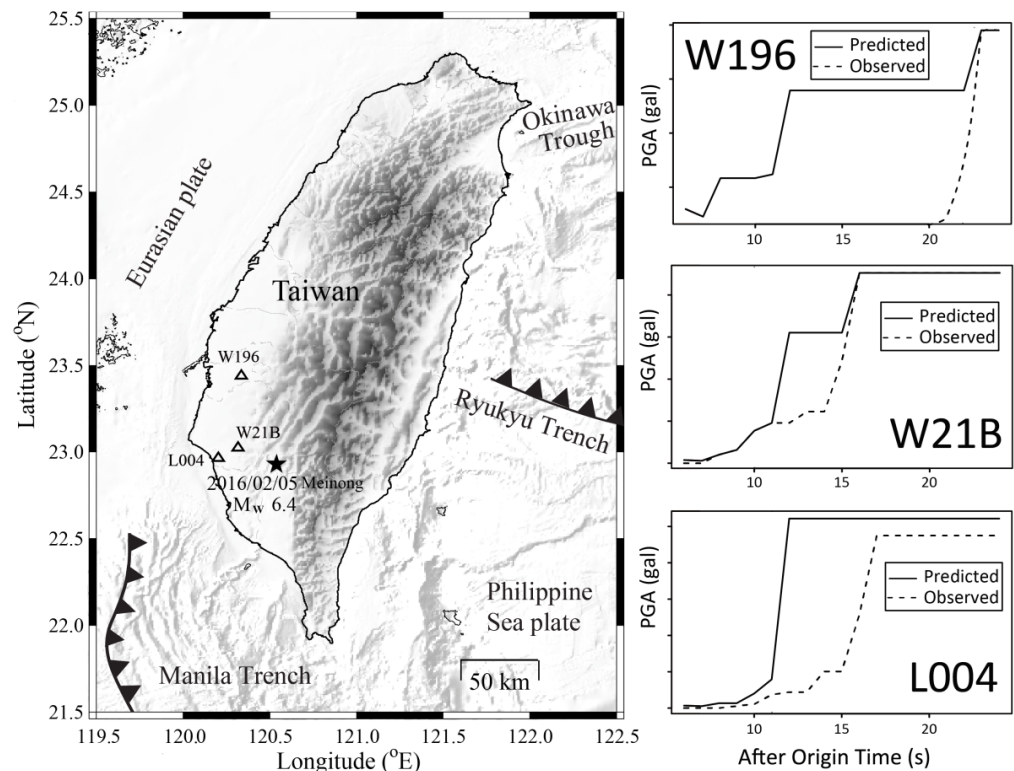 25.5
25.0
24.5
24.0
23.5
23.0
22.5
22.0
21.5
Latitude (°N)
119.5 120.0 120.5 121.0 121.5 122.0 122.5
Longitude (°E)
Okinawa
Trough
Eurasian plate
Taiwan
W196
W21B
L004
2016/02/05 Meinong
Mw 6.4
Ryukyu Trench
Philippine
Sea plate
Manila Trench
50 km
W196
Predicted
Observed
PGA (gal)
10 15 20
Predicted
Observed
W21B
PGA (gal)
10 15 20
Predicted
Observed
L004
PGA (gal)
10 15 20
After Origin Time (s)